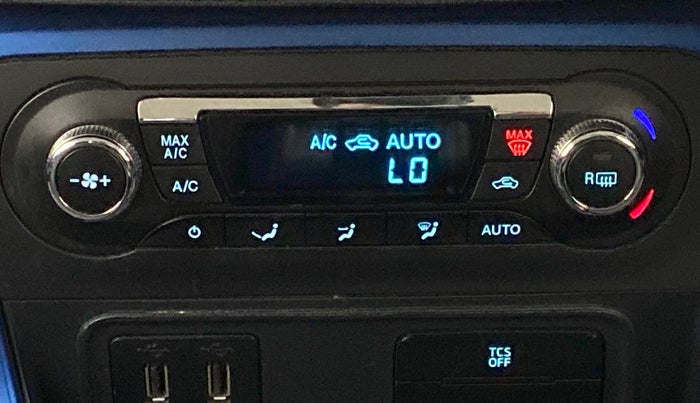 MAX
A/C
A/C AUTO
MAX
A/C
LO
R
- +
AUTO
TCS
OFF